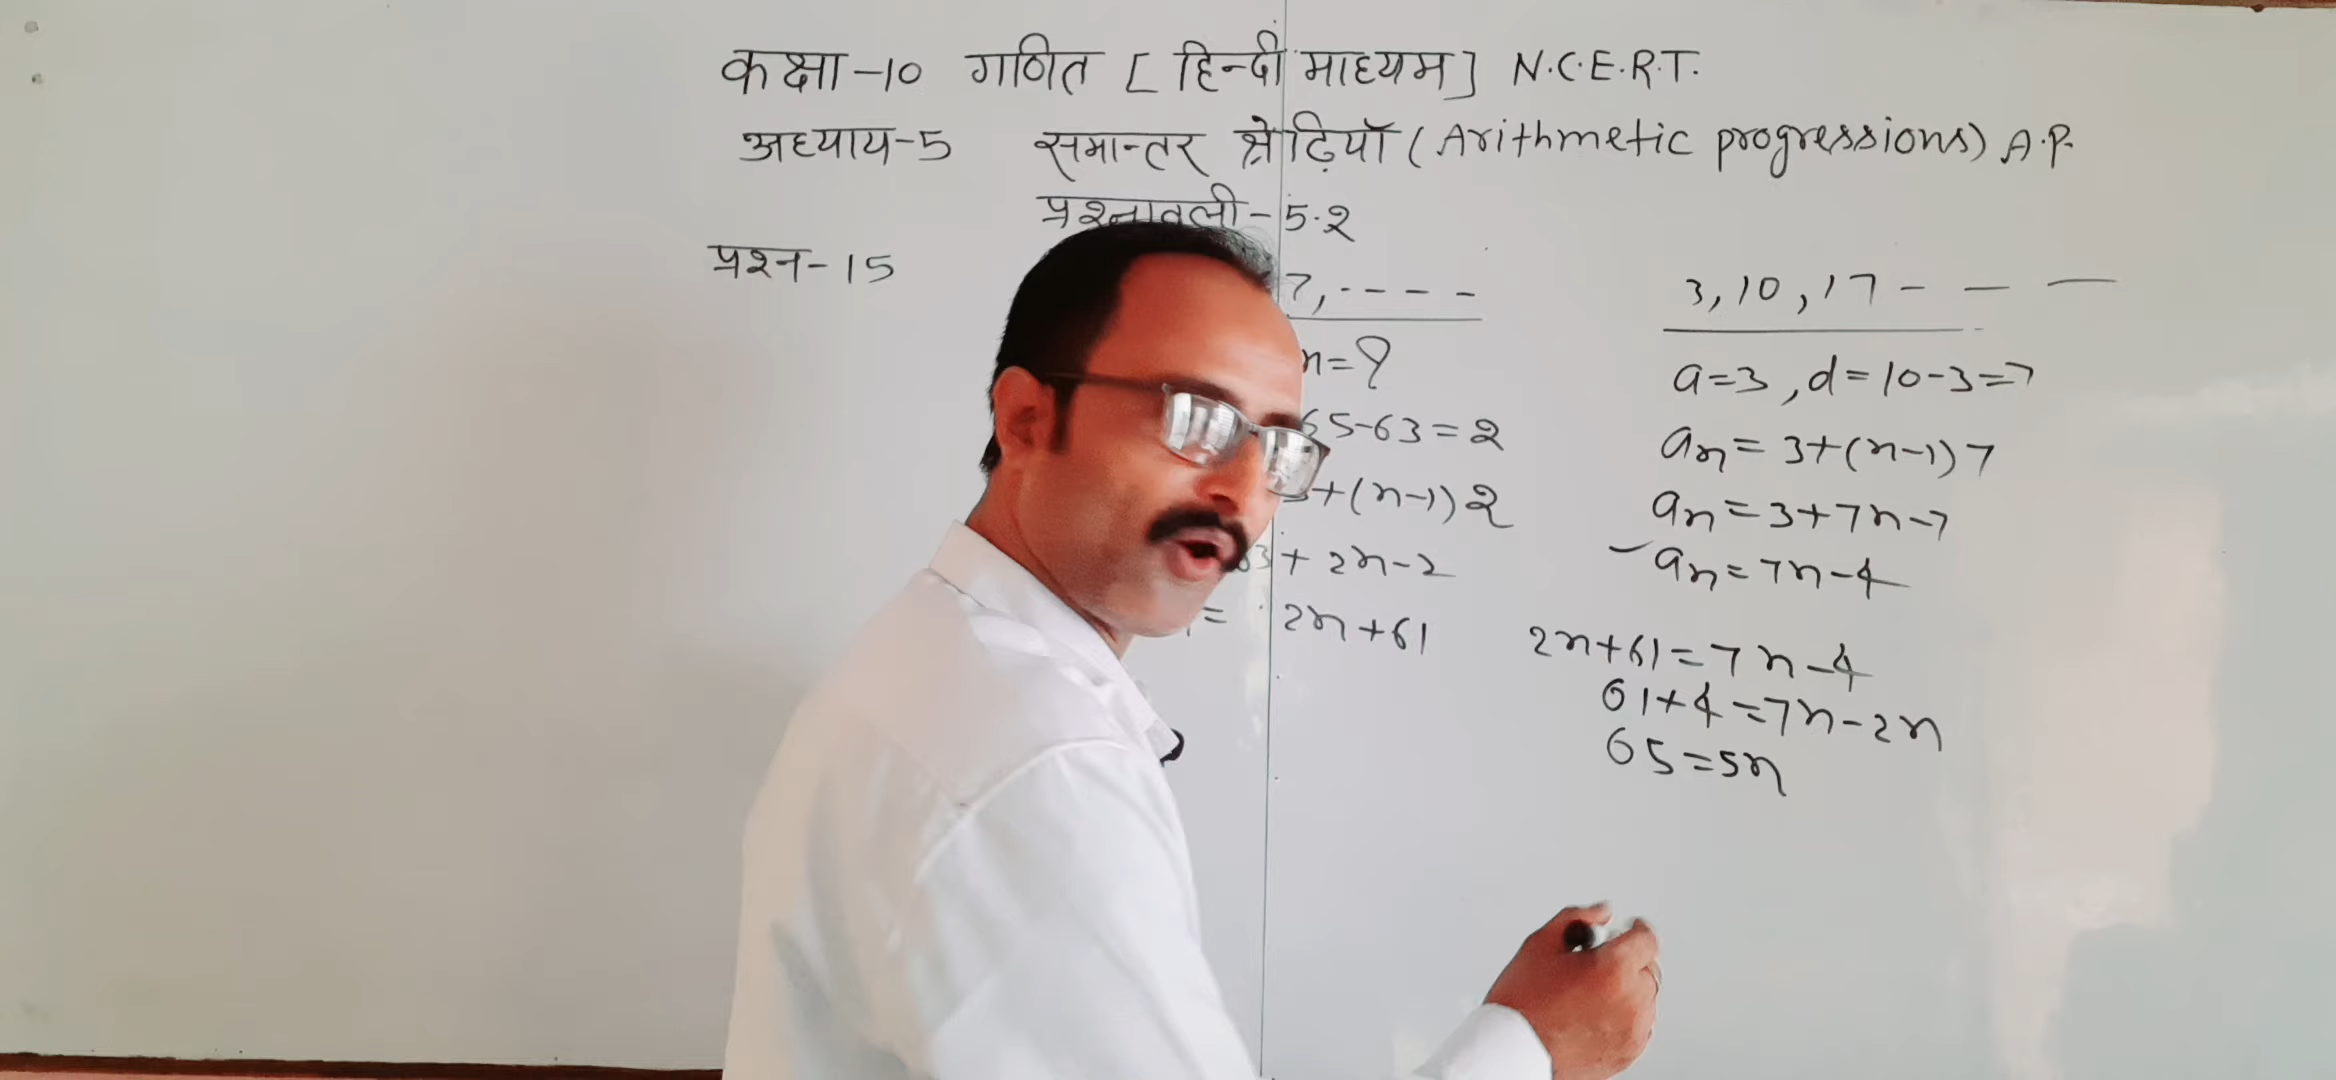 कक्षा-10 गणित [हिन्दी माध्यम] N.C.E.R.T.
अध्याय-5 समान्तर श्रेढ़ियाँ (Arithmetic progressions) A.P.
प्रश्नावली-5.2
प्रश्न-15
7, - - - -
n=?
65-63=2
+(n-1)2
63+2n-2
= 2n+61
3, 10, 17 - - -
a=3, d=10-3=7
an=3+(n-1)7
an=3+7n-7
an=7n-4
2n+61=7n-4
61+4=7n-2n
65=5n